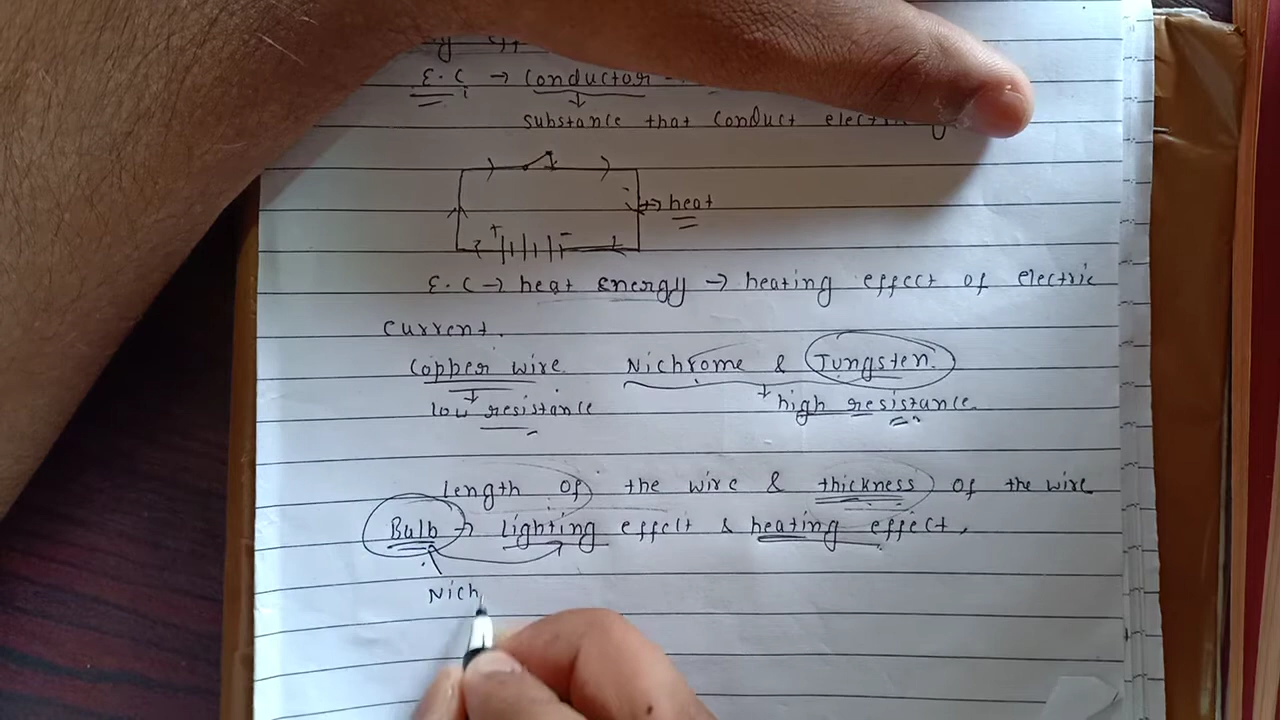 E.C → Conductor -
substance that conduct
+ -
→ heat
E.C → heat energy → heating effect of electric
current.
Copper wire. Nichrome & Tungsten.
low resistance high resistance.
Length of the wire & thickness of the wire
Bulb → Lighting effect & heating effect.
Nich